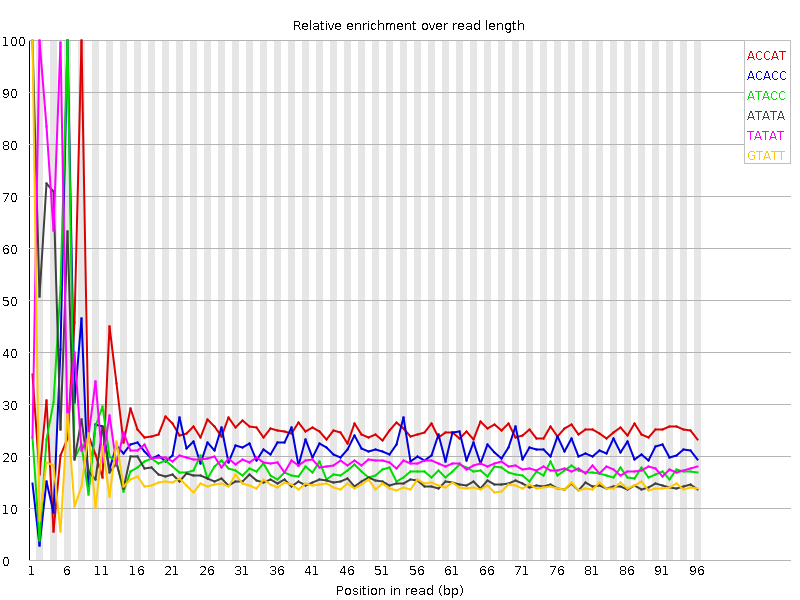 Relative enrichment over read length
100
90
80
70
60
50
40
30
20
10
0
ACCAT
ACACC
ATACC
ATATA
TATAT
GTATT
1 6 11 16 21 26 31 36 41 46 51 56 61 66 71 76 81 86 91 96
Position in read (bp)